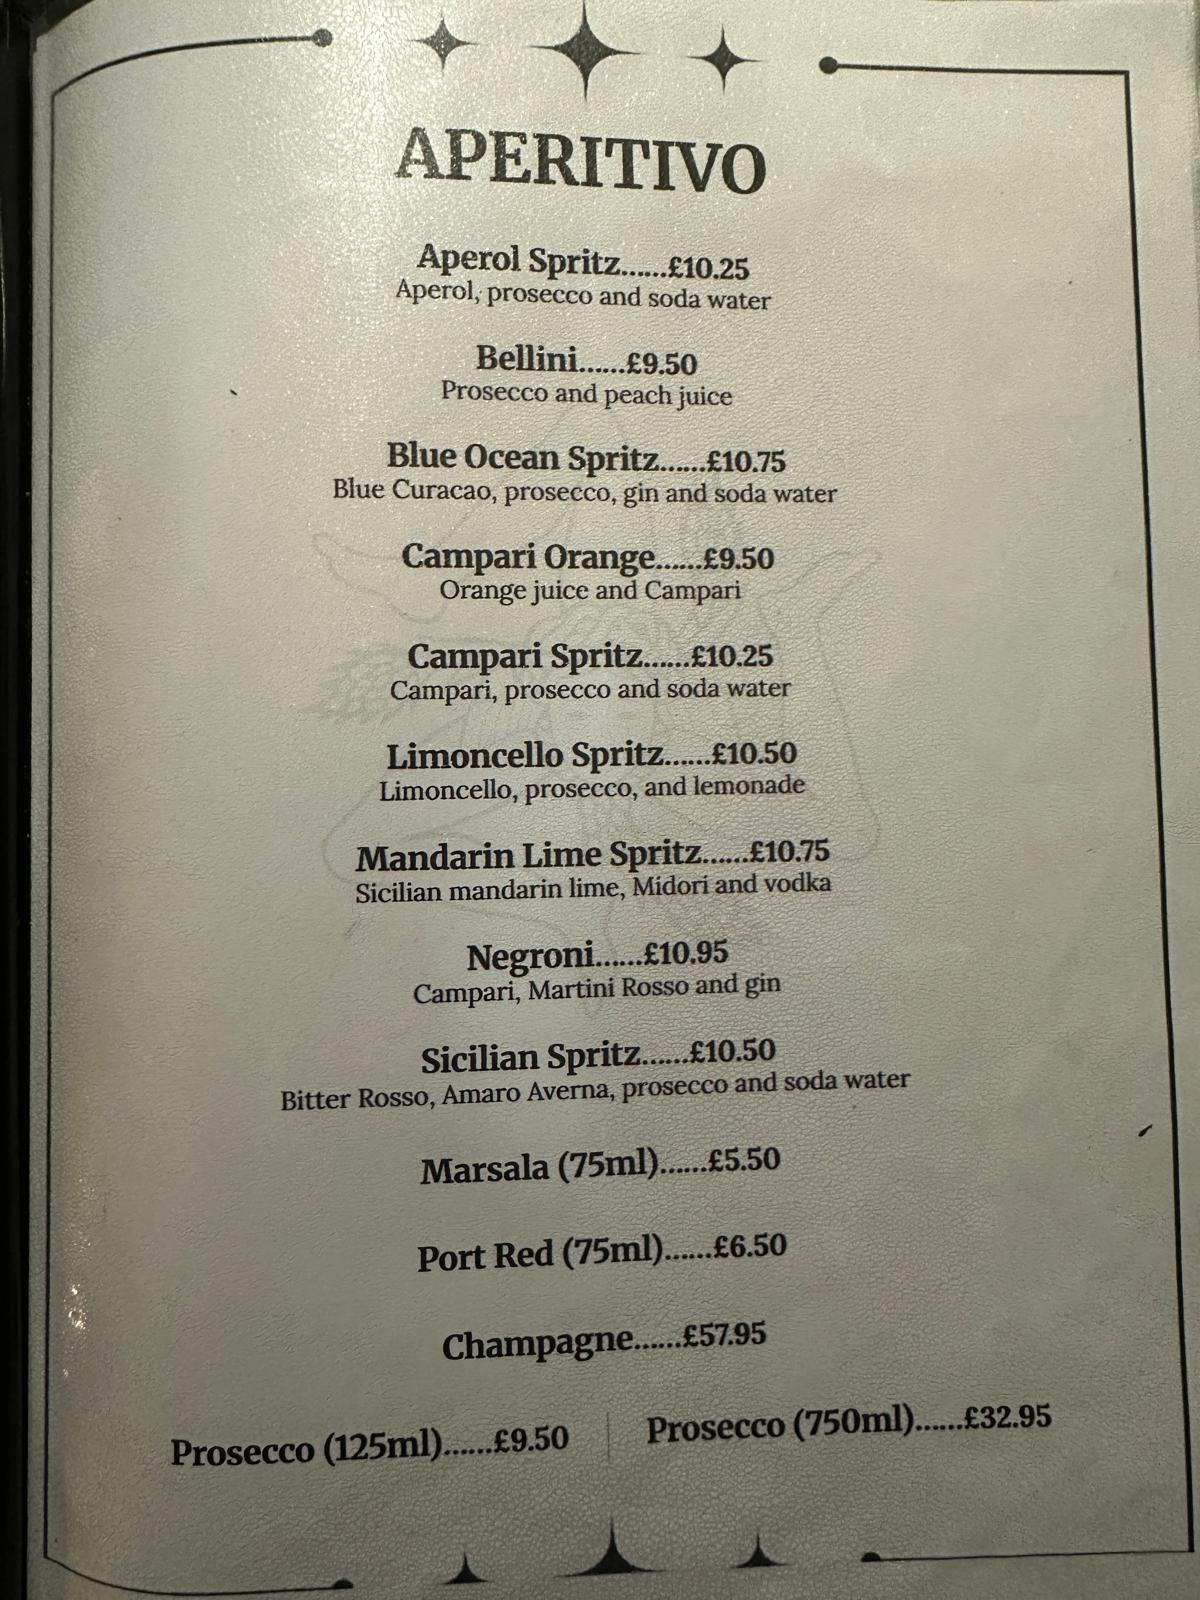 APERITIVO
Aperol Spritz......£10.25
Aperol, prosecco and soda water
Bellini......£9.50
Prosecco and peach juice
Blue Ocean Spritz......£10.75
Blue Curacao, prosecco, gin and soda water
Campari Orange......£9.50
Orange juice and Campari
Campari Spritz......£10.25
Campari, prosecco and soda water
Limoncello Spritz......£10.50
Limoncello, prosecco, and lemonade
Mandarin Lime Spritz......£10.75
Sicilian mandarin lime, Midori and vodka
Negroni......£10.95
Campari, Martini Rosso and gin
Sicilian Spritz......£10.50
Bitter Rosso, Amaro Averna, prosecco and soda water
Marsala (75ml)......£5.50
Port Red (75ml)......£6.50
Champagne......£57.95
Prosecco (125ml)......£9.50
Prosecco (750ml)......£32.95